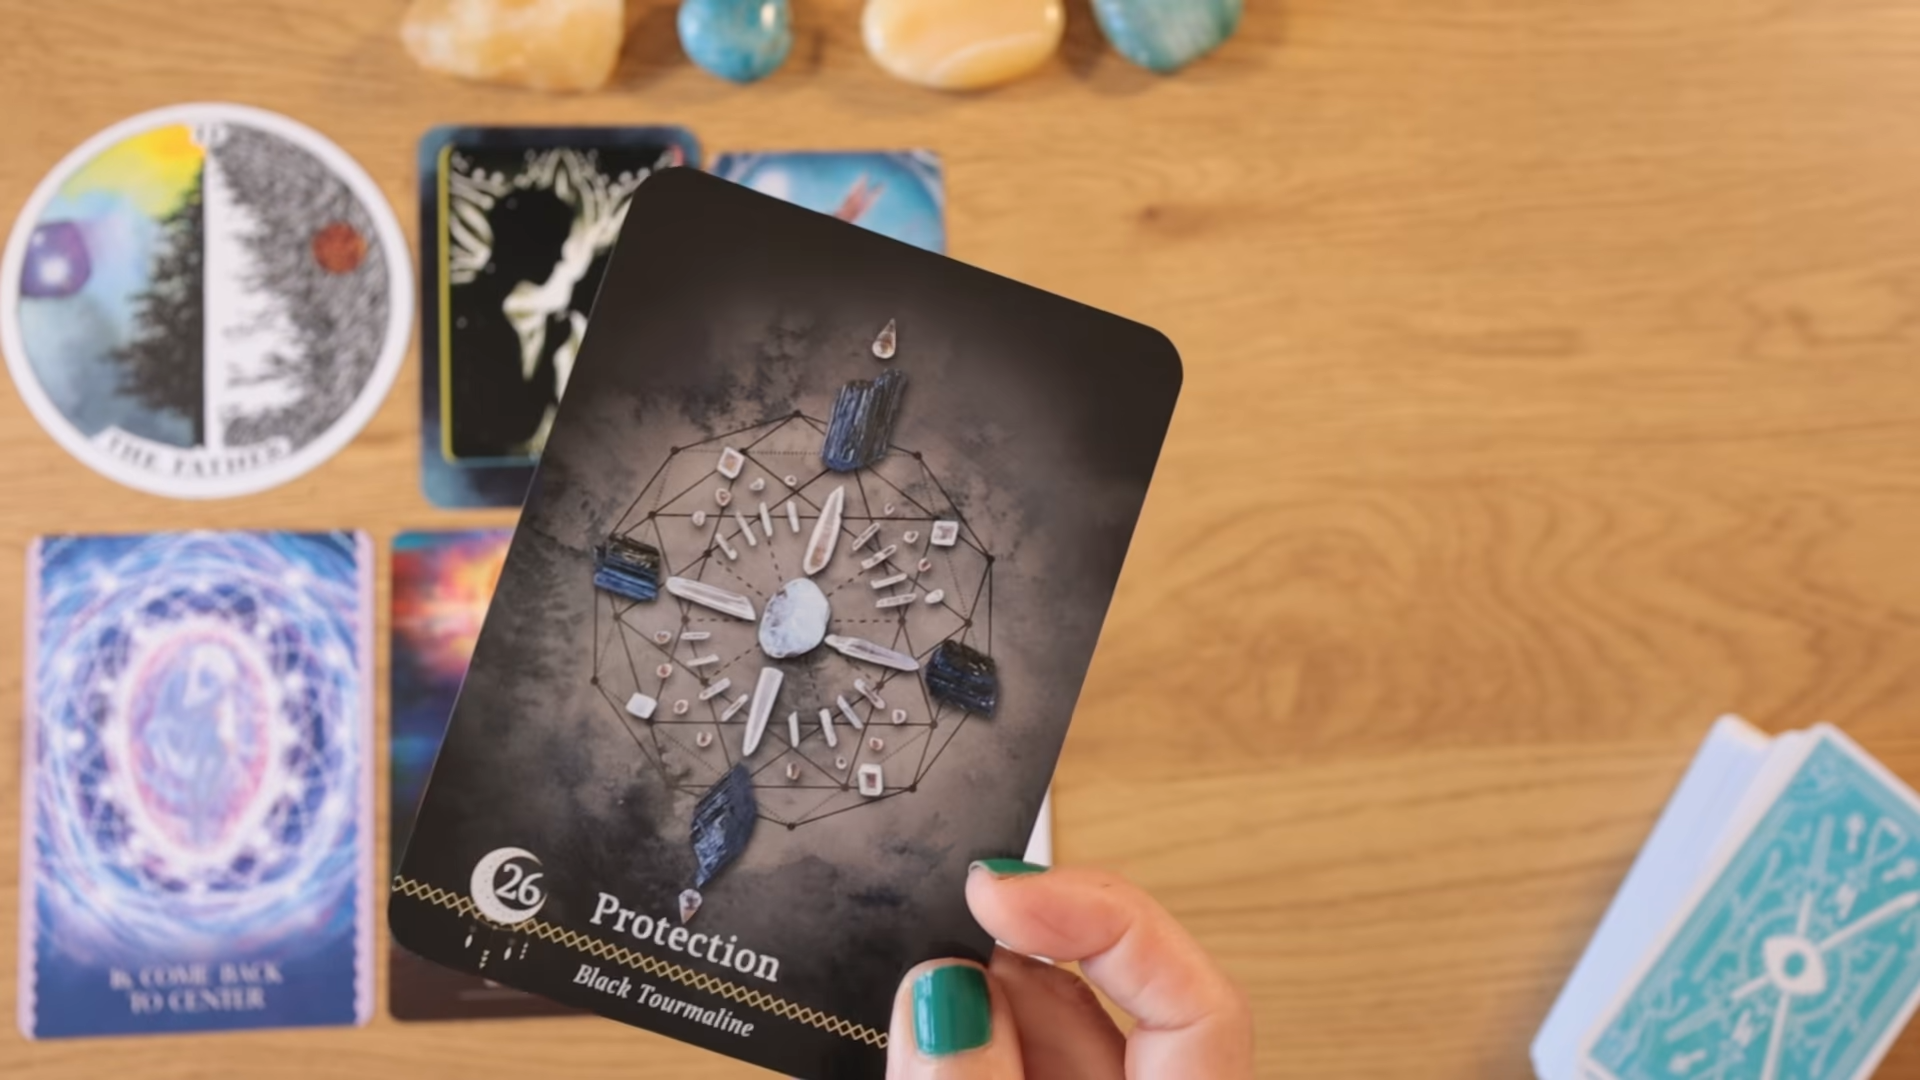 THE FATHER
COME BACK
TO CENTER
26
Protection
Black Tourmaline